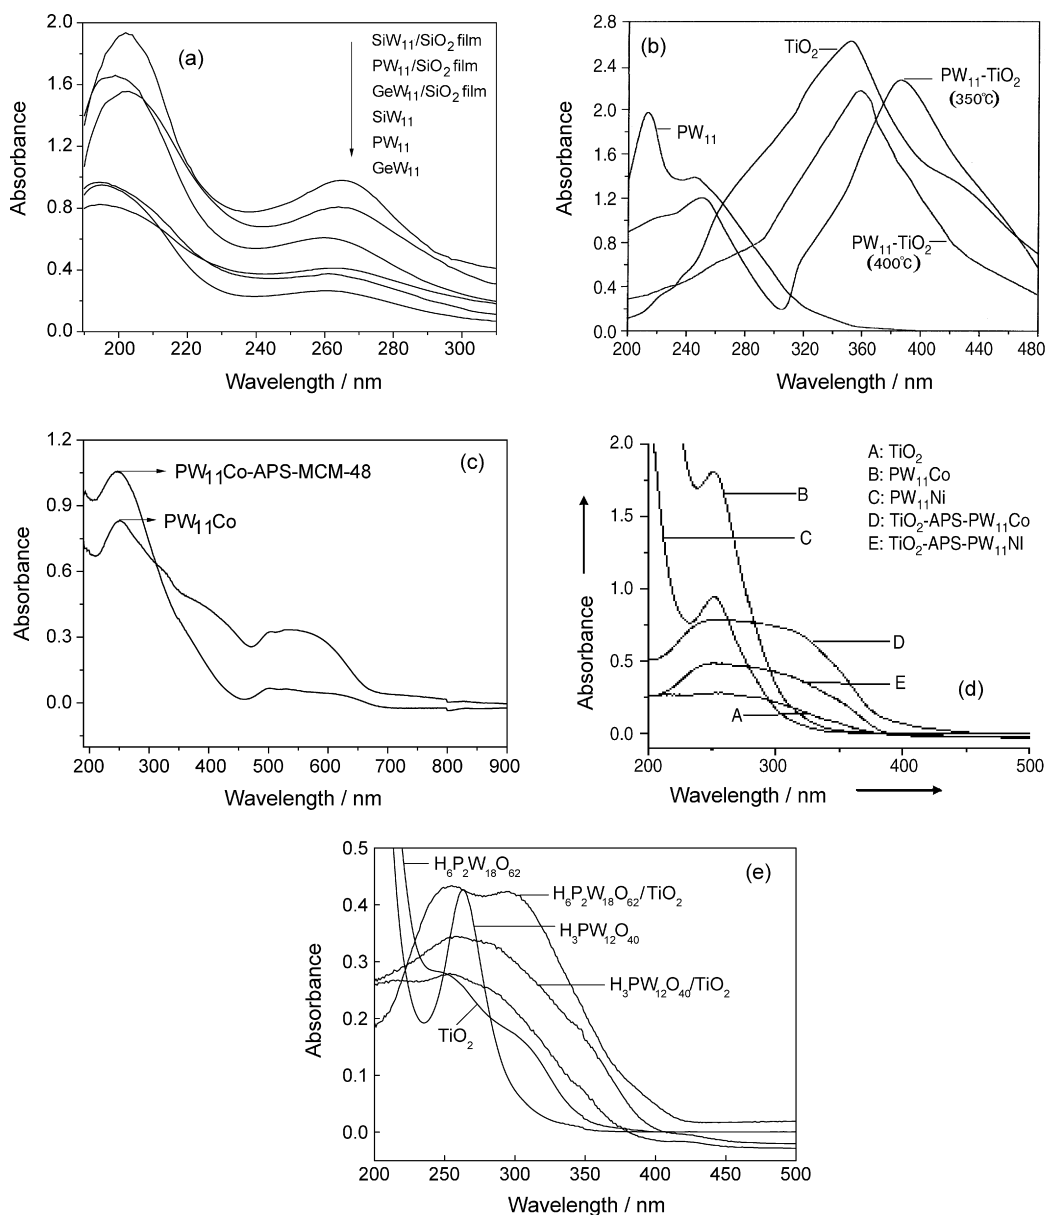 (a)
SiW11/SiO2 film
PW11/SiO2 film
GeW11/SiO2 film
SiW11
PW11
GeW11
2.0
1.6
1.2
0.8
0.4
0.0
Absorbance
200 220 240 260 280 300
Wavelength / nm
(b)
TiO2
PW11-TiO2
(350℃)
PW11
PW11-TiO2
(400℃)
2.8
2.4
2.0
1.6
1.2
0.8
0.4
0.0
Absorbance
200 240 280 320 360 400 440 480
Wavelength / nm
(c)
PW11Co-APS-MCM-48
PW11Co
1.2
0.9
0.6
0.3
0.0
Absorbance
200 300 400 500 600 700 800 900
Wavelength / nm
A: TiO2
B: PW11Co
C: PW11Ni
D: TiO2-APS-PW11Co
E: TiO2-APS-PW11NI
B
C
D
E
A
(d)
2.0
1.5
1.0
0.5
0.0
Absorbance
200 300 400 500
Wavelength / nm
(e)
H6P2W18O62
H6P2W18O62/TiO2
H3PW12O40
H3PW12O40/TiO2
TiO2
0.5
0.4
0.3
0.2
0.1
0.0
Absorbance
200 250 300 350 400 450 500
Wavelength / nm